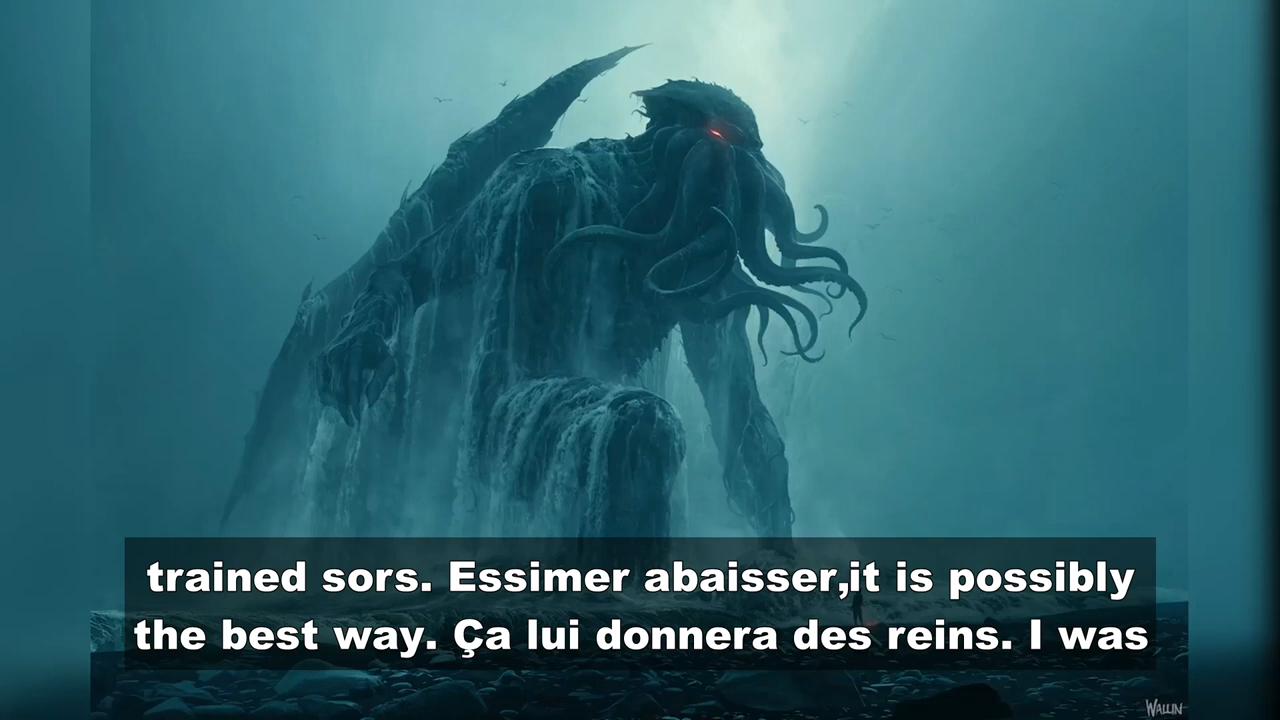 trained sors. Essimer abaisser,it is possibly
the best way. Ça lui donnera des reins. I was
WALLIN